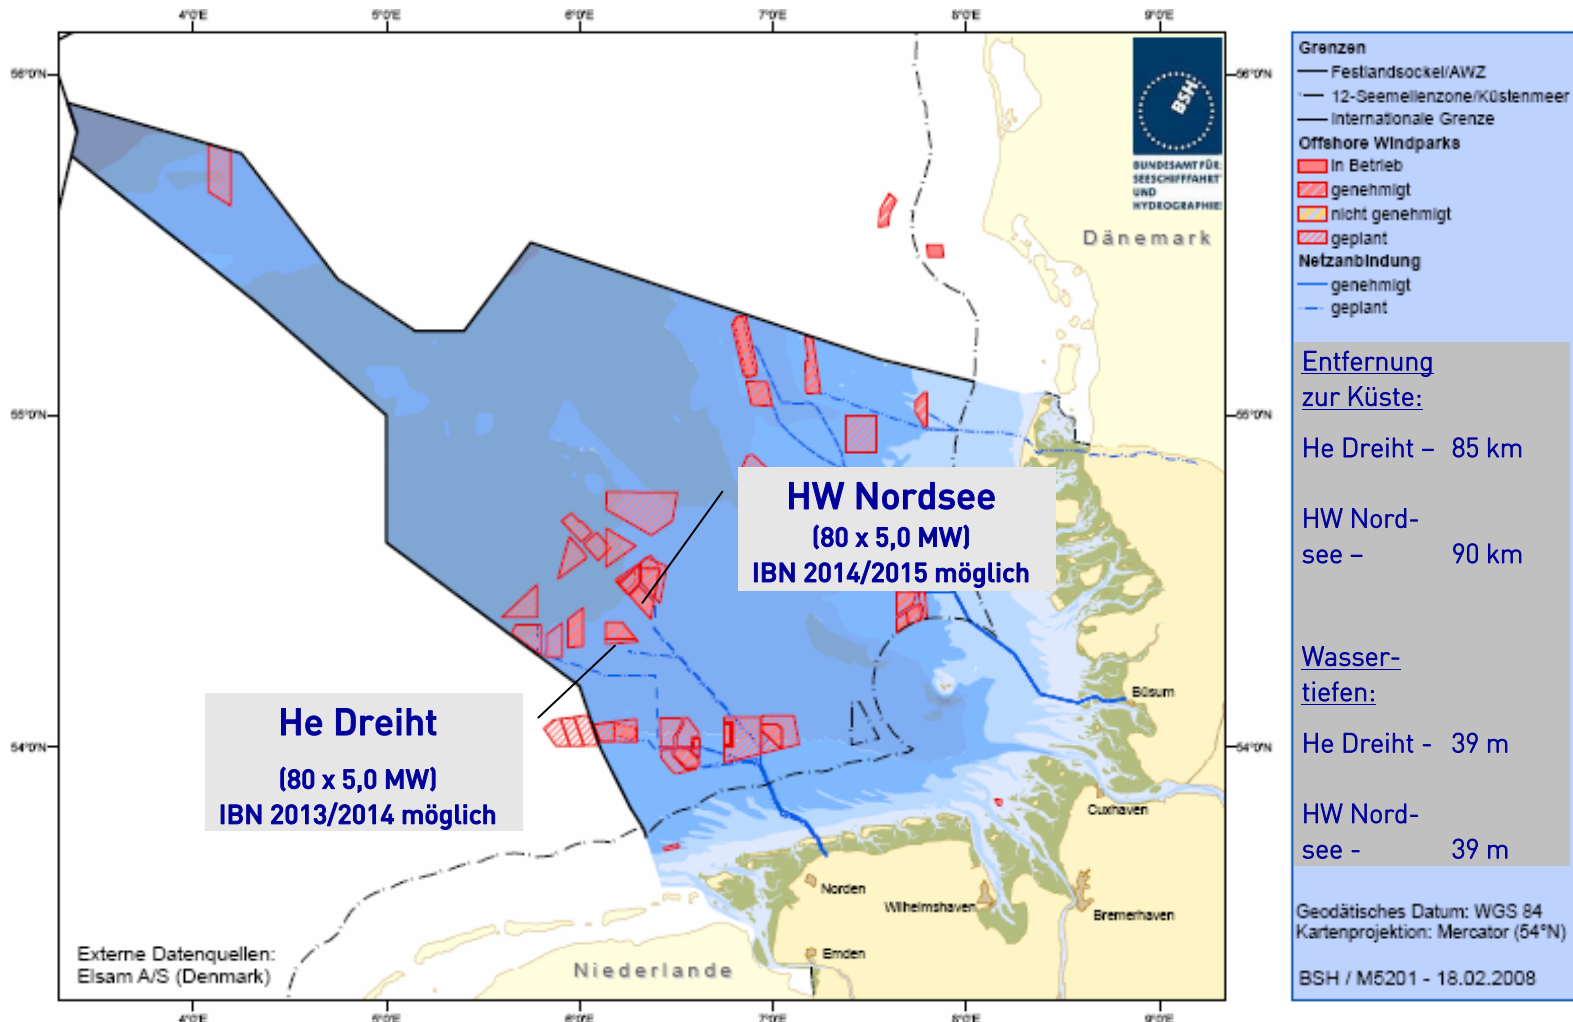 4°0'E 5°0'E 6°0'E 7°0'E 8°0'E 9°0'E
56°0'N
56°0'N
BSH
BUNDESAMT FÜR
SEESCHIFFFAHRT
UND
HYDROGRAPHIE
Dänemark
55°0'N
55°0'N
HW Nordsee
(80 x 5,0 MW)
IBN 2014/2015 möglich
He Dreiht
(80 x 5,0 MW)
IBN 2013/2014 möglich
Büsum
54°0'N
54°0'N
Cuxhaven
Norden
Wilhelmshaven
Bremerhaven
Emden
Niederlande
Externe Datenquellen:
Elsam A/S (Denmark)
4°0'E 5°0'E 6°0'E 7°0'E 8°0'E 9°0'E
Grenzen
Festlandsockel/AWZ
12-Seemeilenzone/Küstenmeer
Internationale Grenze
Offshore Windparks
in Betrieb
genehmigt
nicht genehmigt
geplant
Netzanbindung
genehmigt
geplant
Entfernung
zur Küste:
He Dreiht – 85 km
HW Nord-
see – 90 km
Wasser-
tiefen:
He Dreiht - 39 m
HW Nord-
see - 39 m
Geodätisches Datum: WGS 84
Kartenprojektion: Mercator (54°N)
BSH / M5201 - 18.02.2008